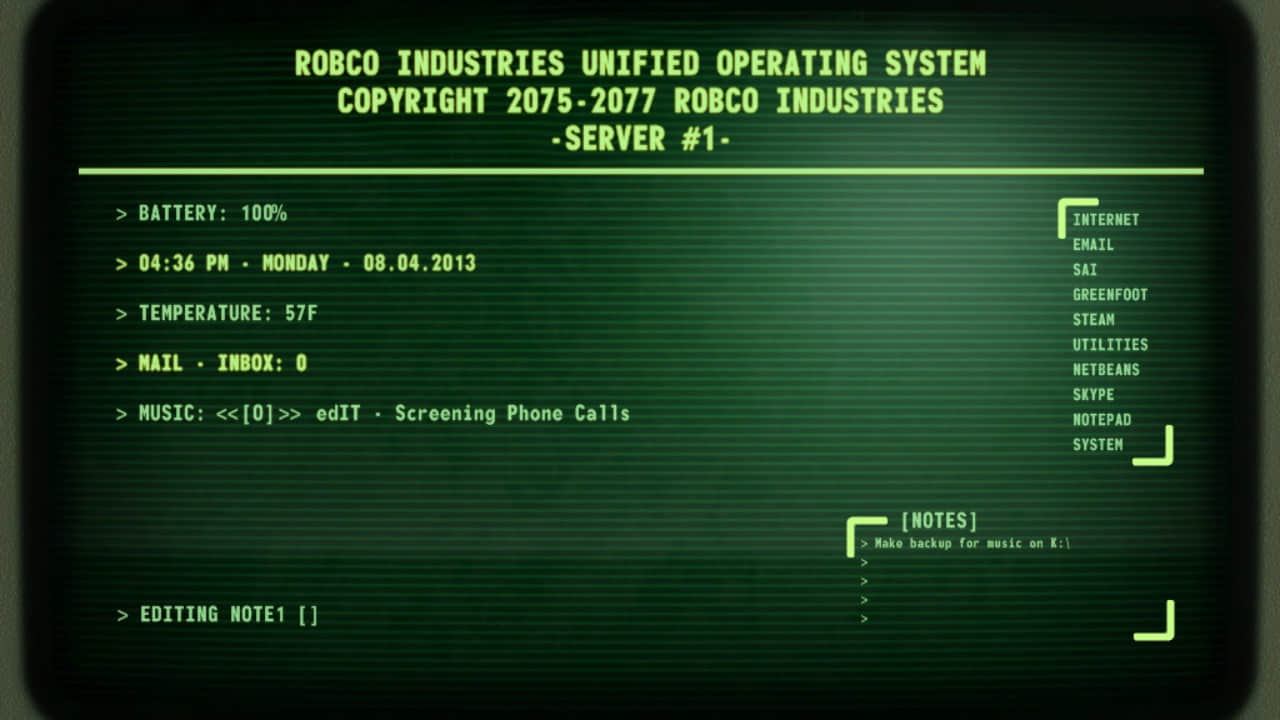 ROBCO INDUSTRIES UNIFIED OPERATING SYSTEM
COPYRIGHT 2075-2077 ROBCO INDUSTRIES
-SERVER #1-
> BATTERY: 100%
> 04:36 PM - MONDAY - 08.04.2013
> TEMPERATURE: 57F
> MAIL - INBOX: 0
> MUSIC: <<[O]>> edIT - Screening Phone Calls
INTERNET
EMAIL
SAI
GREENFOOT
STEAM
UTILITIES
NETBEANS
SKYPE
NOTEPAD
SYSTEM
[NOTES]
> Make backup for music on K:\
>
>
>
>
> EDITING NOTE1 []